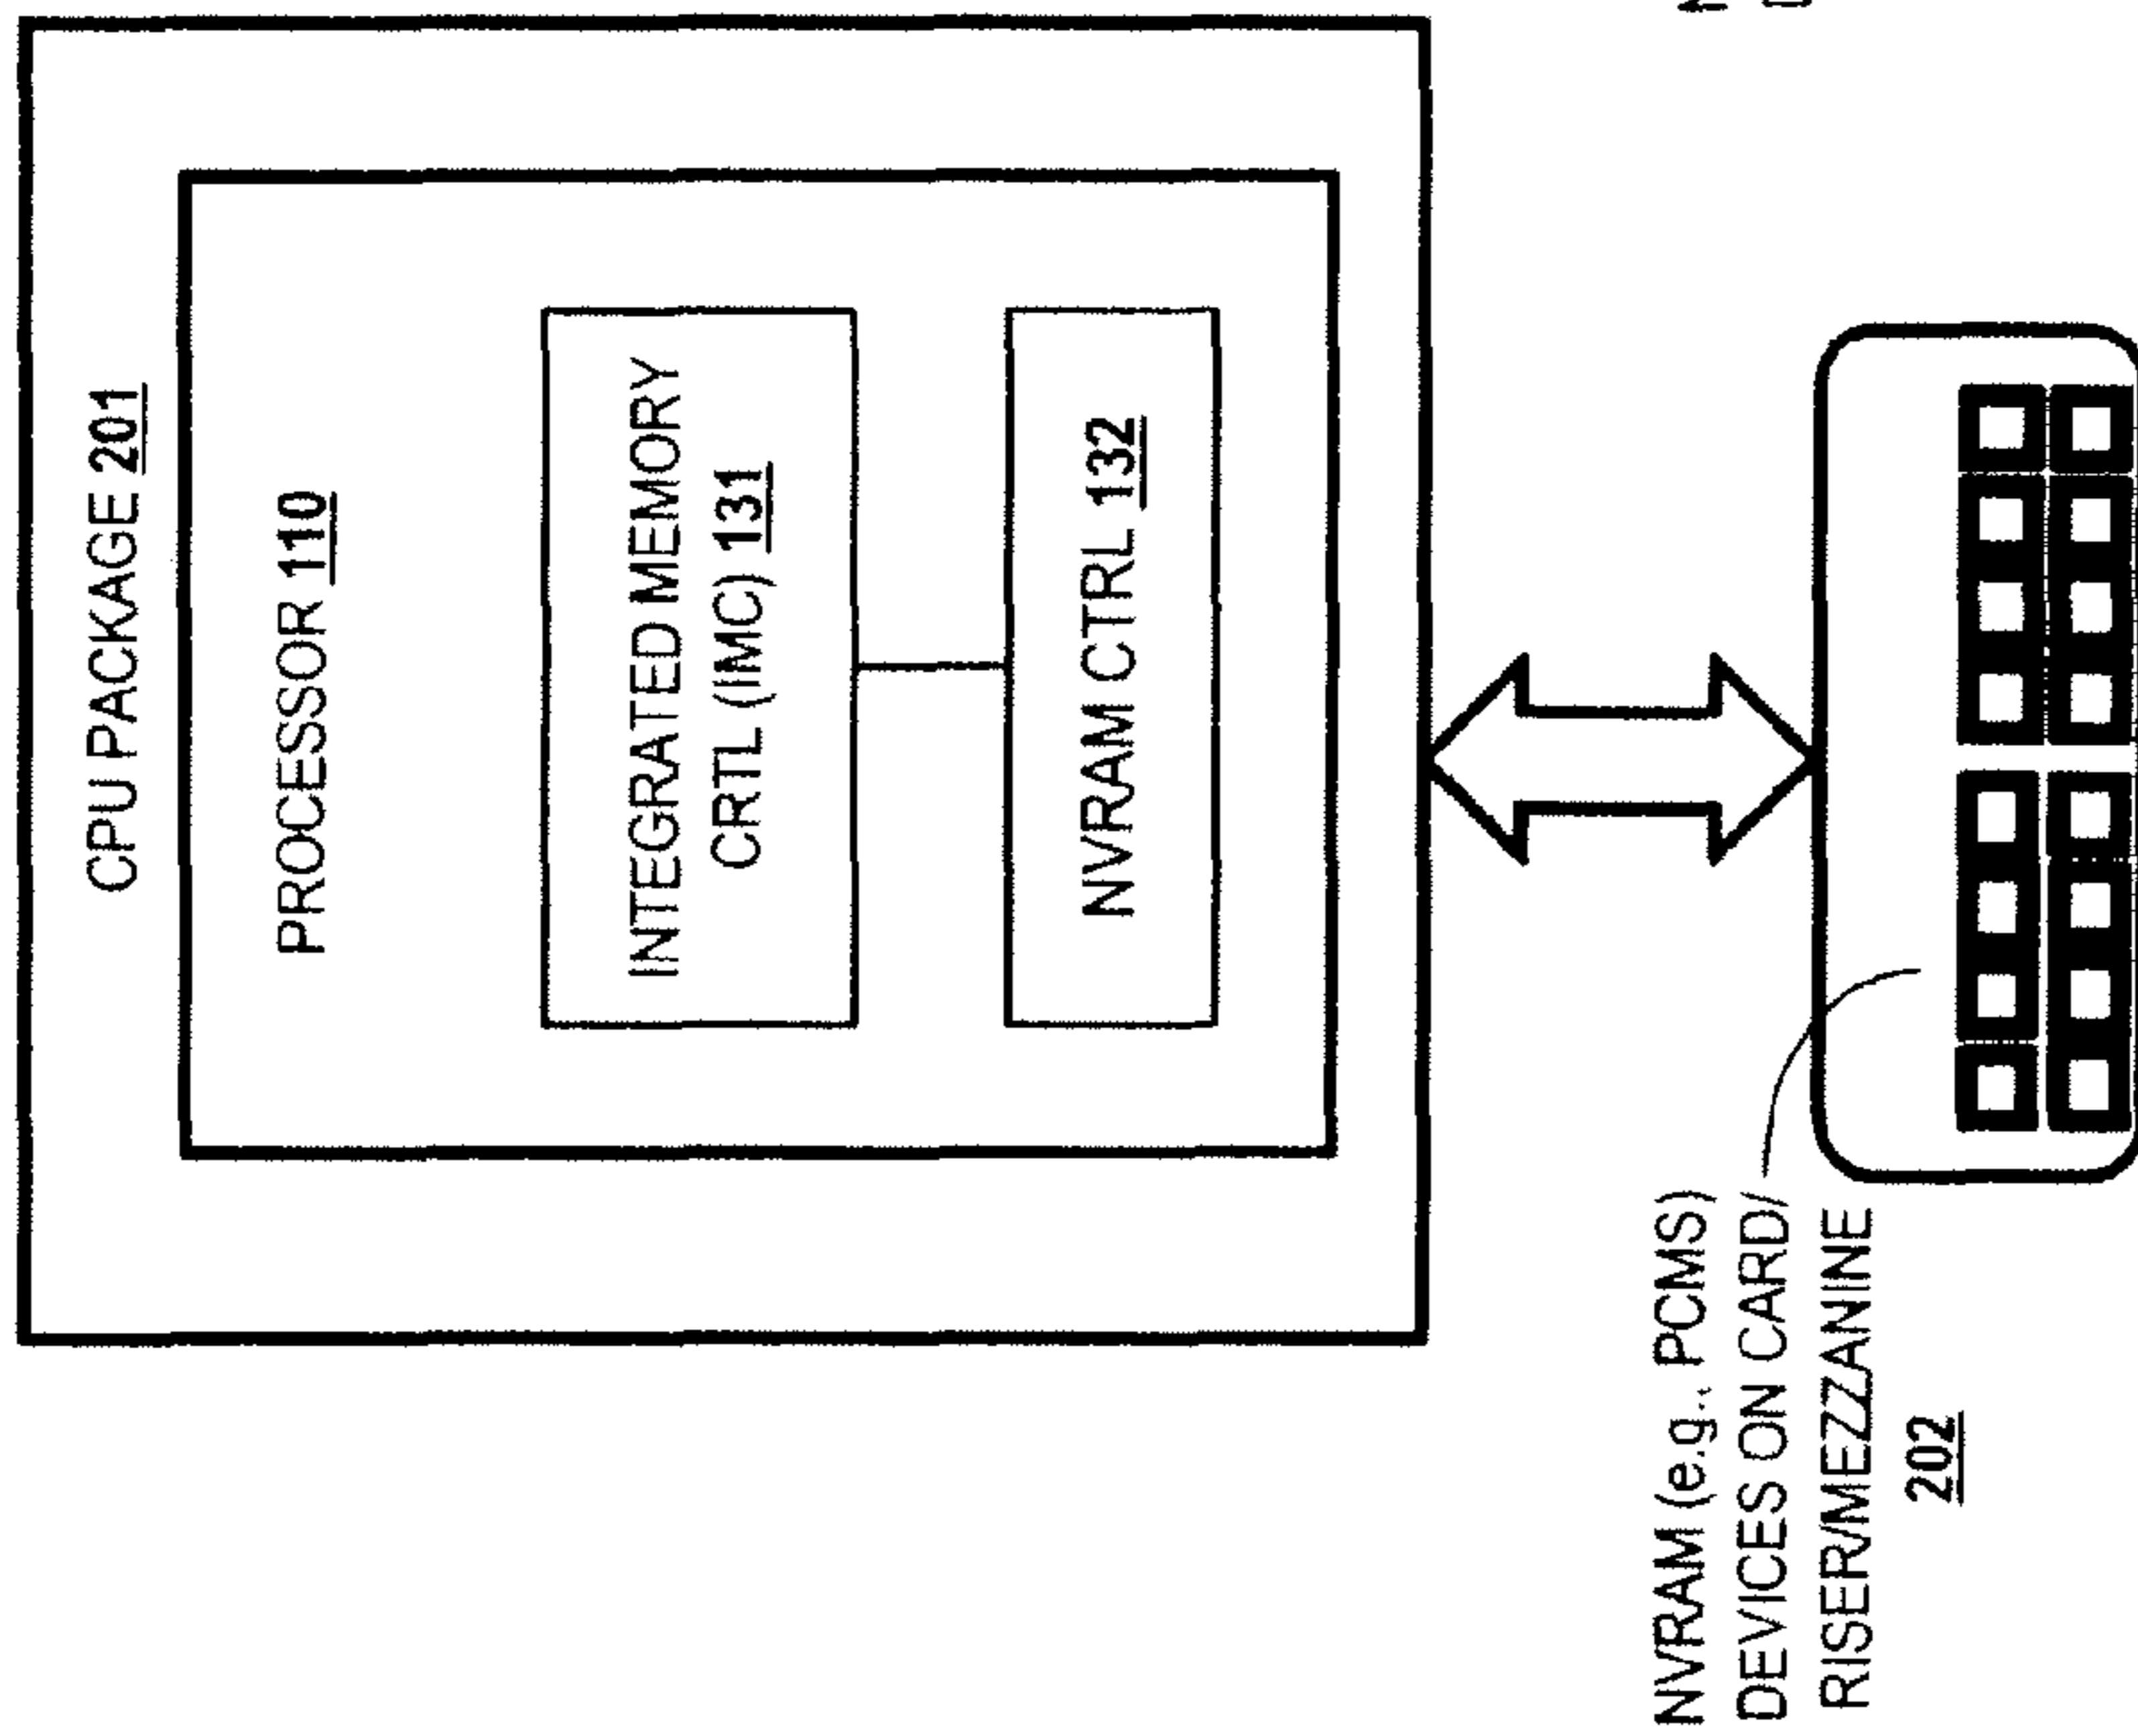 CPU PACKAGE 201
PROCESSOR 110
INTEGRATED MEMORY
CRTL (IMC) 131
NVRAM CTRL 132
NVRAM (e.g., PCMS)
DEVICES ON CARD/
RISER/MEZZANINE
202